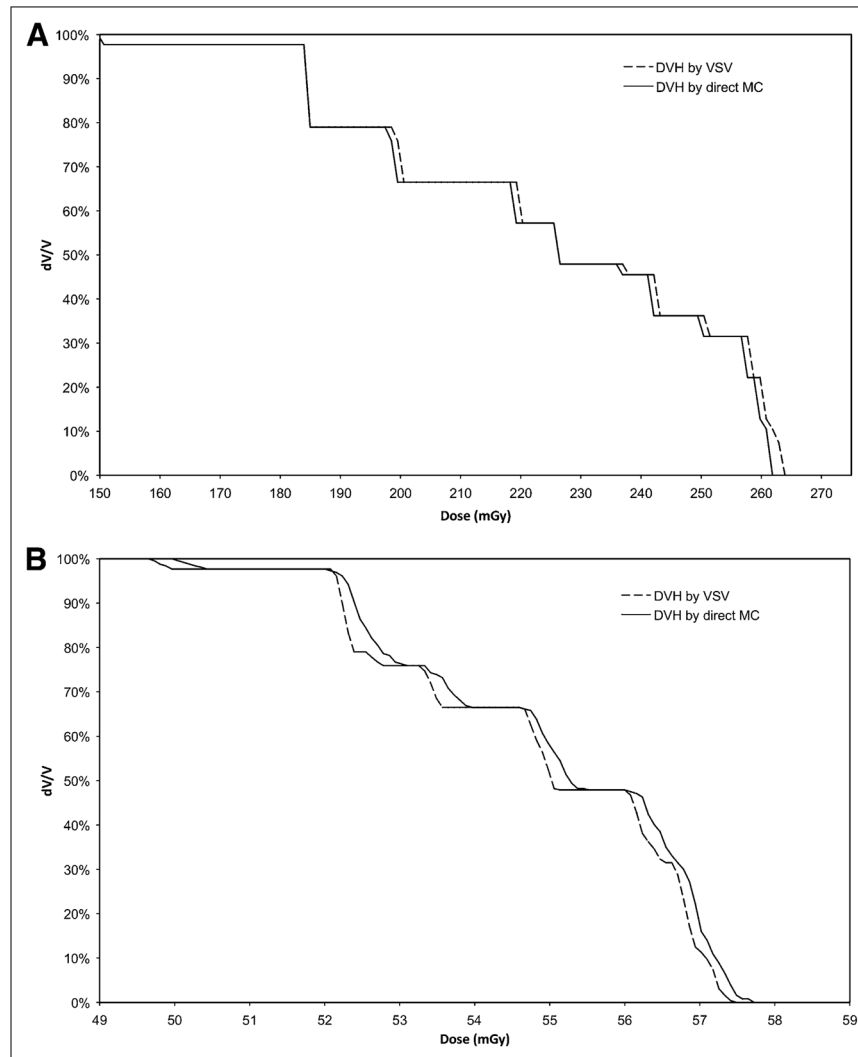 A
100%
90%
80%
70%
60%
50%
40%
30%
20%
10%
0%
dV/V
DVH by VSV
DVH by direct MC
150 160 170 180 190 200 210 220 230 240 250 260 270
Dose (mGy)
B
100%
90%
80%
70%
60%
50%
40%
30%
20%
10%
0%
dV/V
DVH by VSV
DVH by direct MC
49 50 51 52 53 54 55 56 57 58 59
Dose (mGy)